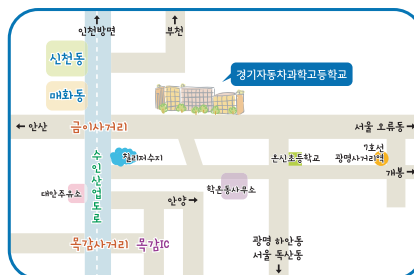 인천방면
부천
신천동
경기자동차과학고등학교
매화동
← 안산
금이사거리
서울 오류동→
7호선
광명사거리역
칠리저수지
온신초등학교
개봉→
수인산업도로
학온동사무소
대안주유소
안양→
목감사거리
목감IC
광명 하안동
서울 독산동